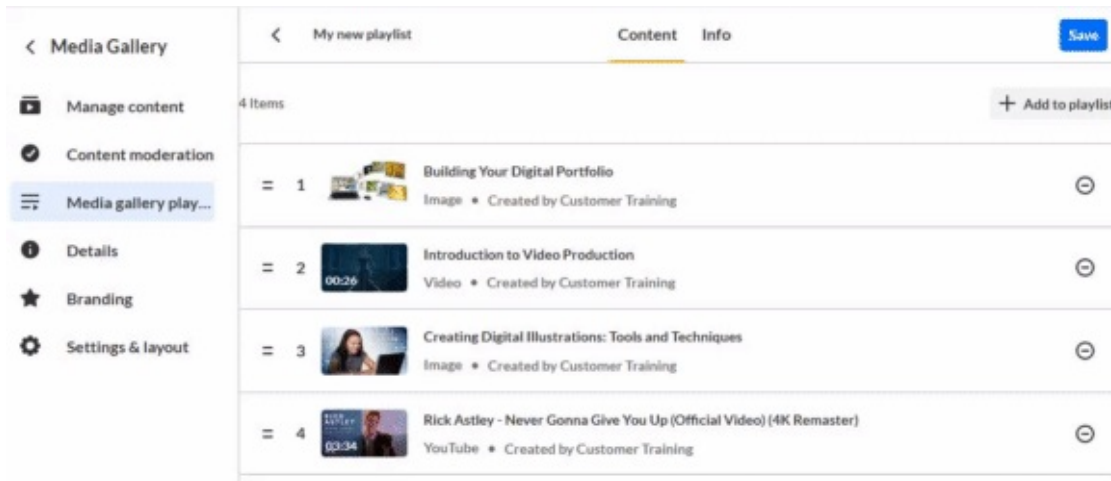 Media Gallery
Manage content
Content moderation
Media gallery play...
Details
Branding
Settings & layout
My new playlist
Content
Info
Save
4 Items
+ Add to playlist
1
Building Your Digital Portfolio
Image • Created by Customer Training
2
00:26
Introduction to Video Production
Video • Created by Customer Training
3
Creating Digital Illustrations: Tools and Techniques
Image • Created by Customer Training
4
RICK
ASTLEY
03:34
Rick Astley - Never Gonna Give You Up (Official Video) (4K Remaster)
YouTube • Created by Customer Training